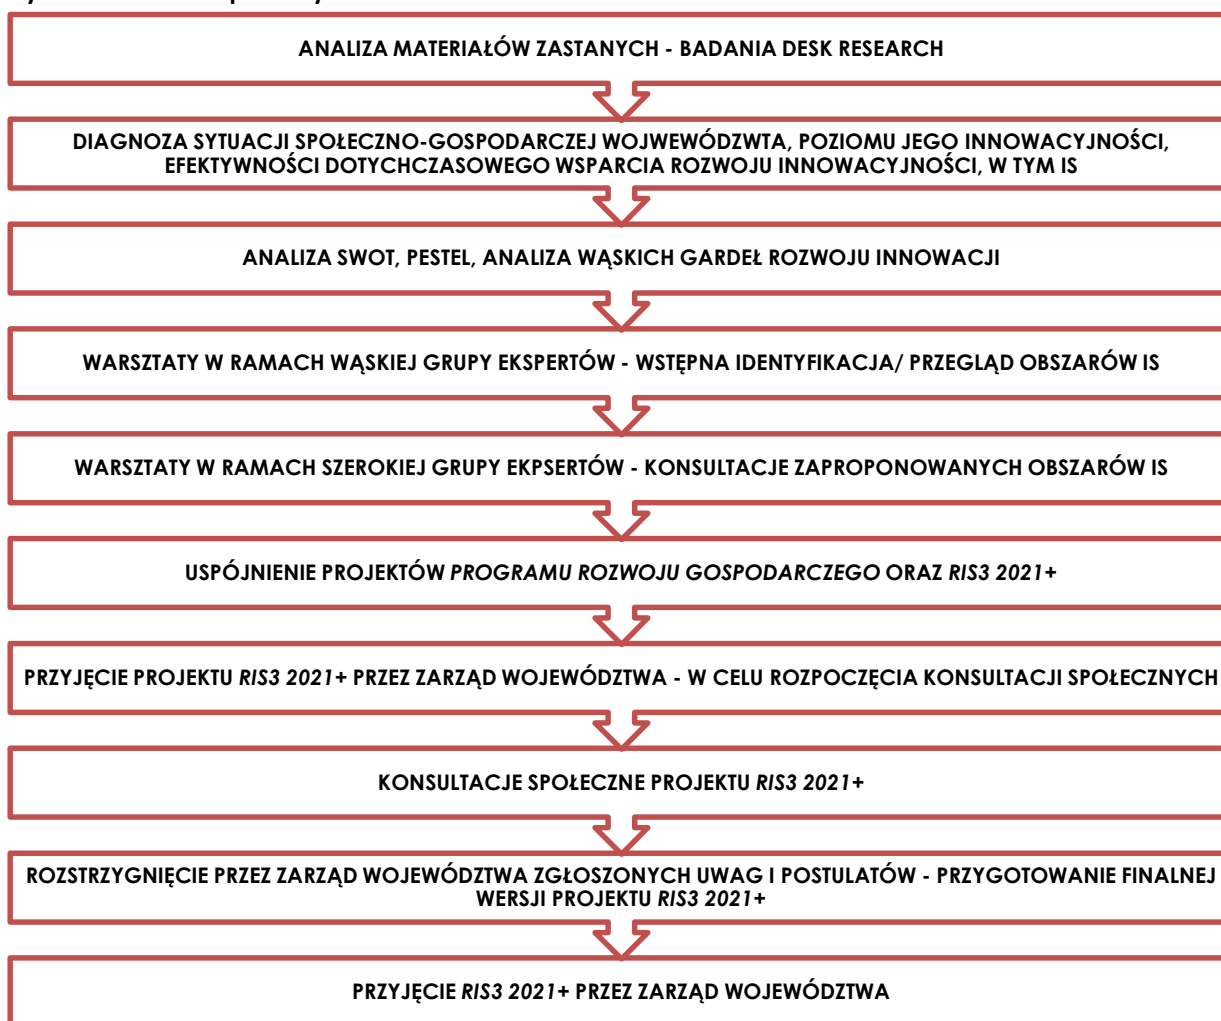 ANALIZA MATERIAŁÓW ZASTANYCH - BADANIA DESK RESEARCH
DIAGNOZA SYTUACJI SPOŁECZNO-GOSPODARCZEJ WOJWEWÓDZWTA, POZIOMU JEGO INNOWACYJNOŚCI,
EFEKTYWNOŚCI DOTYCHCZASOWEGO WSPARCIA ROZWOJU INNOWACYJNOŚCI, W TYM IS
ANALIZA SWOT, PESTEL, ANALIZA WĄSKICH GARDEŁ ROZWOJU INNOWACJI
WARSZTATY W RAMACH WĄSKIEJ GRUPY EKSPERTÓW - WSTĘPNA IDENTYFIKACJA/ PRZEGLĄD OBSZARÓW IS
WARSZTATY W RAMACH SZEROKIEJ GRUPY EKPSERTÓW - KONSULTACJE ZAPROPONOWANYCH OBSZARÓW IS
USPÓJNIENIE PROJEKTÓW PROGRAMU ROZWOJU GOSPODARCZEGO ORAZ RIS3 2021+
PRZYJĘCIE PROJEKTU RIS3 2021+ PRZEZ ZARZĄD WOJEWÓDZTWA - W CELU ROZPOCZĘCIA KONSULTACJI SPOŁECZNYCH
KONSULTACJE SPOŁECZNE PROJEKTU RIS3 2021+
ROZSTRZYGNIĘCIE PRZEZ ZARZĄD WOJEWÓDZTWA ZGŁOSZONYCH UWAG I POSTULATÓW - PRZYGOTOWANIE FINALNEJ
WERSJI PROJEKTU RIS3 2021+
PRZYJĘCIE RIS3 2021+ PRZEZ ZARZĄD WOJEWÓDZTWA